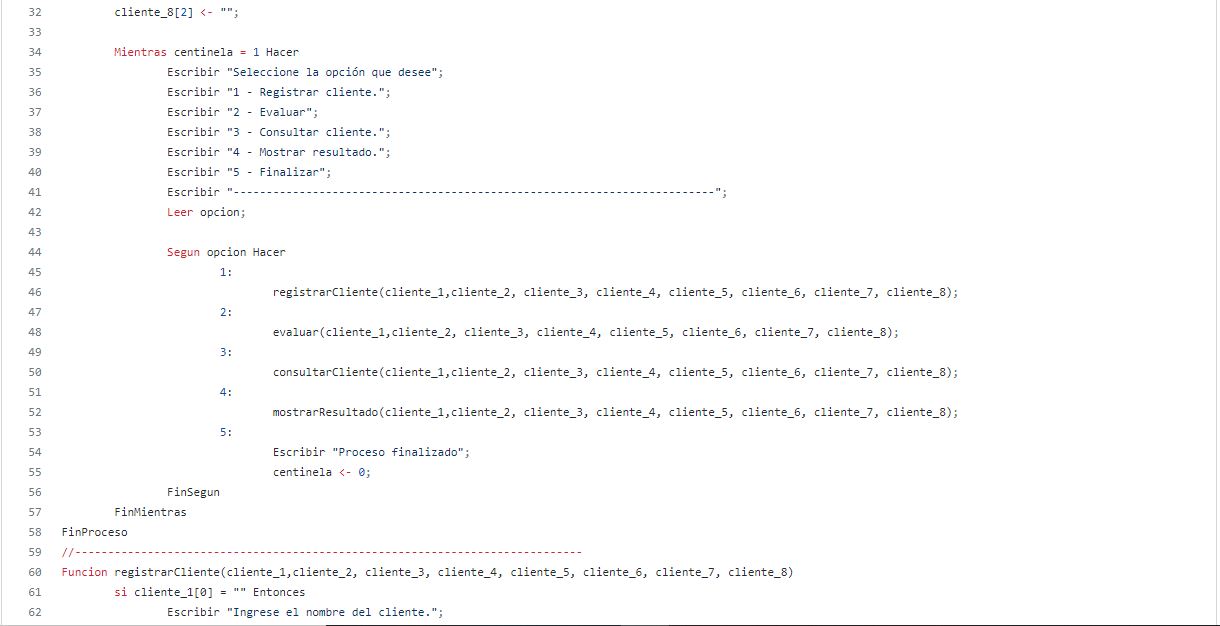 32 cliente_8[2] <- "";
33
34 Mientras centinela = 1 Hacer
35 Escribir "Seleccione la opción que desee";
36 Escribir "1 - Registrar cliente.";
37 Escribir "2 - Evaluar";
38 Escribir "3 - Consultar cliente.";
39 Escribir "4 - Mostrar resultado.";
40 Escribir "5 - Finalizar";
41 Escribir "-------------------------------------------------------------------------";
42 Leer opcion;
43
44 Segun opcion Hacer
45 1:
46 registrarCliente(cliente_1,cliente_2, cliente_3, cliente_4, cliente_5, cliente_6, cliente_7, cliente_8);
47 2:
48 evaluar(cliente_1,cliente_2, cliente_3, cliente_4, cliente_5, cliente_6, cliente_7, cliente_8);
49 3:
50 consultarCliente(cliente_1,cliente_2, cliente_3, cliente_4, cliente_5, cliente_6, cliente_7, cliente_8);
51 4:
52 mostrarResultado(cliente_1,cliente_2, cliente_3, cliente_4, cliente_5, cliente_6, cliente_7, cliente_8);
53 5:
54 Escribir "Proceso finalizado";
55 centinela <- 0;
56 FinSegun
57 FinMientras
58 FinProceso
59 //-----------------------------------------------------------------------------
60 Funcion registrarCliente(cliente_1,cliente_2, cliente_3, cliente_4, cliente_5, cliente_6, cliente_7, cliente_8)
61 si cliente_1[0] = "" Entonces
62 Escribir "Ingrese el nombre del cliente.";